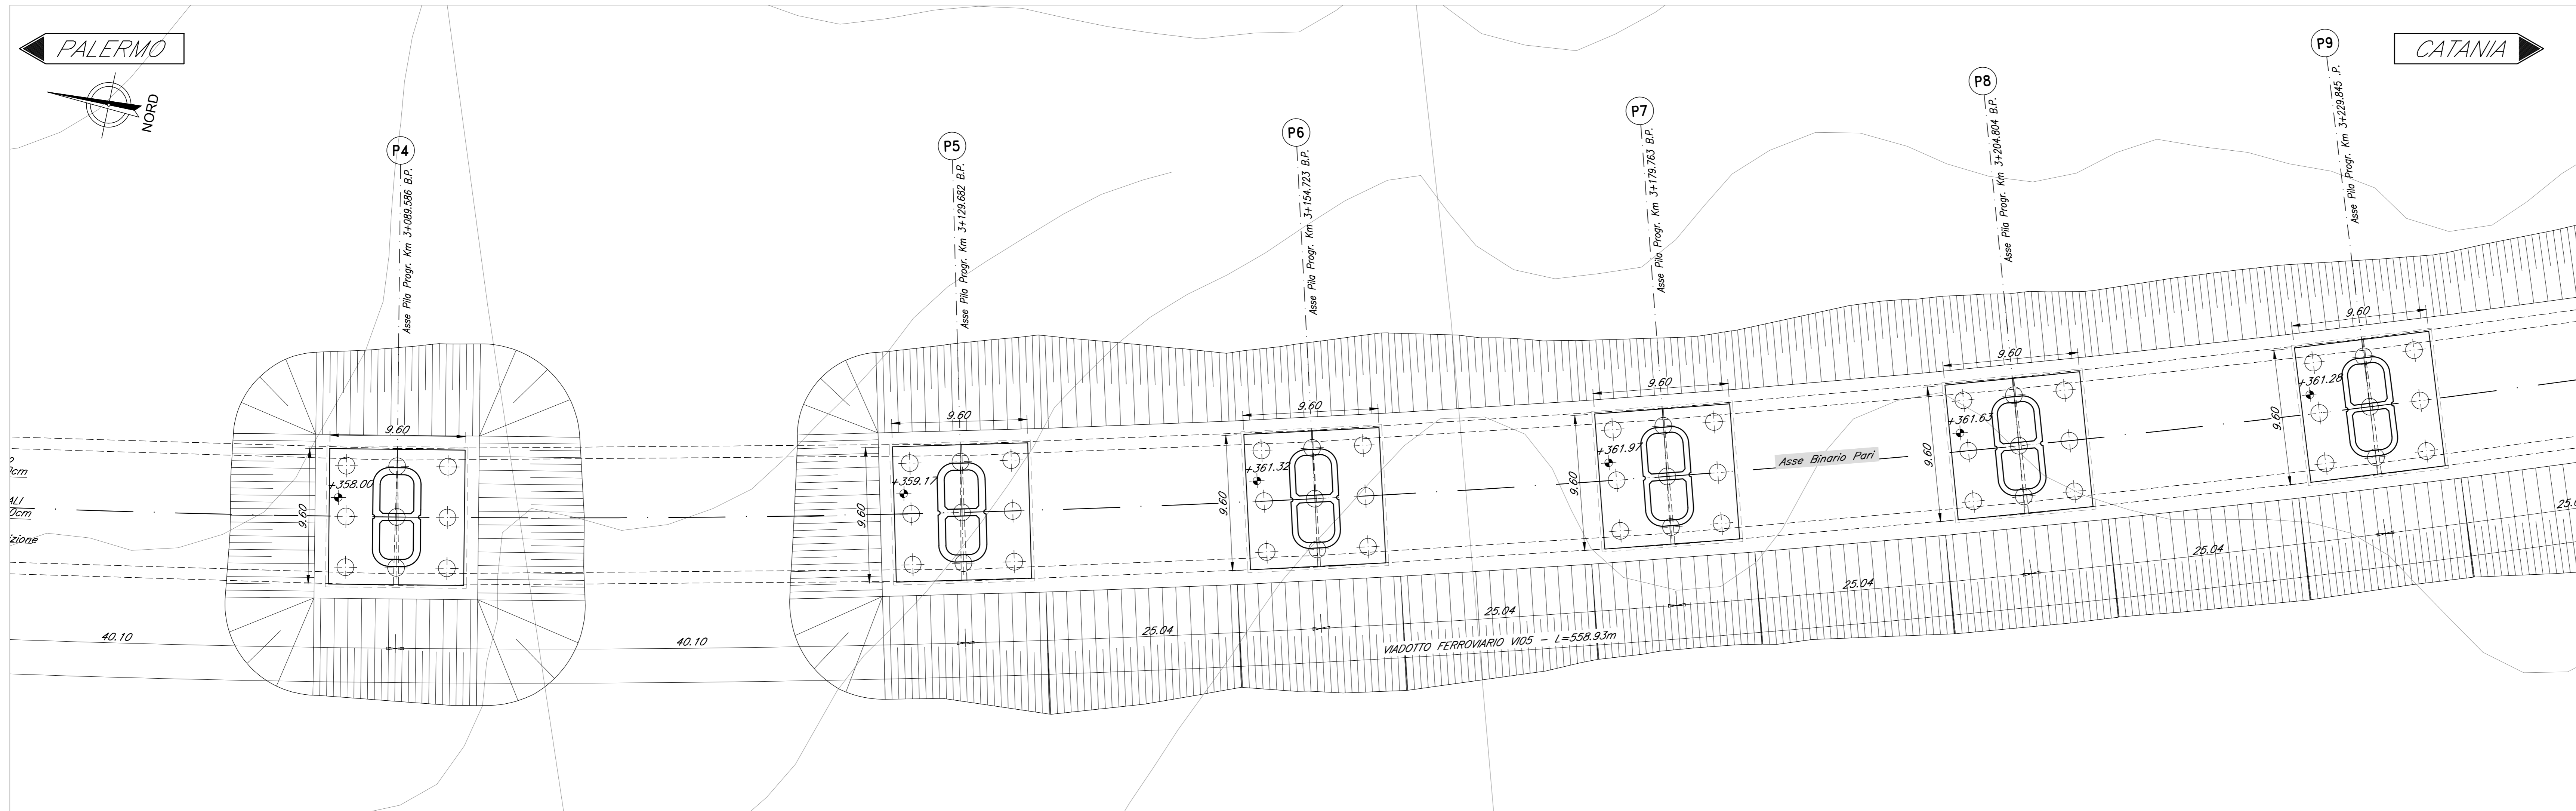 PALERMO
CATANIA
NORD
P4
Asse Pila Progr. Km 3+089.586 B.P.
P5
Asse Pila Progr. Km 3+129.682 B.P.
P6
Asse Pila Progr. Km 3+154.723 B.P.
P7
Asse Pila Progr. Km 3+179.763 B.P.
P8
Asse Pila Progr. Km 3+204.804 B.P.
P9
Asse Pila Progr. Km 3+229.845 .P.
9.60
9.60
+358.00
9.60
9.60
+359.17
9.60
9.60
+361.32
9.60
9.60
+361.97
9.60
9.60
+361.63
9.60
9.60
+361.28
Asse Binario Pari
40.10
40.10
25.04
25.04
25.04
25.04
VIADOTTO FERROVIARIO VI05 - L=558.93m